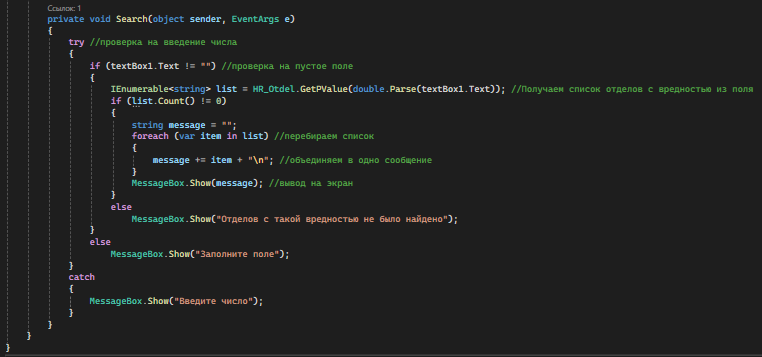 Ссылок: 1
private void Search(object sender, EventArgs e)
{
try //проверка на введение числа
{
if (textBox1.Text != "") //проверка на пустое поле
{
IEnumerable<string> list = HR_Otdel.GetPValue(double.Parse(textBox1.Text)); //Получаем список отделов с вредностью из поля
if (list.Count() != 0)
{
string message = "";
foreach (var item in list) //перебираем список
{
message += item + "\n"; //объединяем в одно сообщение
}
MessageBox.Show(message); //вывод на экран
}
else
MessageBox.Show("Отделов с такой вредностью не было найдено");
}
else
MessageBox.Show("Заполните поле");
}
catch
{
MessageBox.Show("Введите число");
}
}
}
}